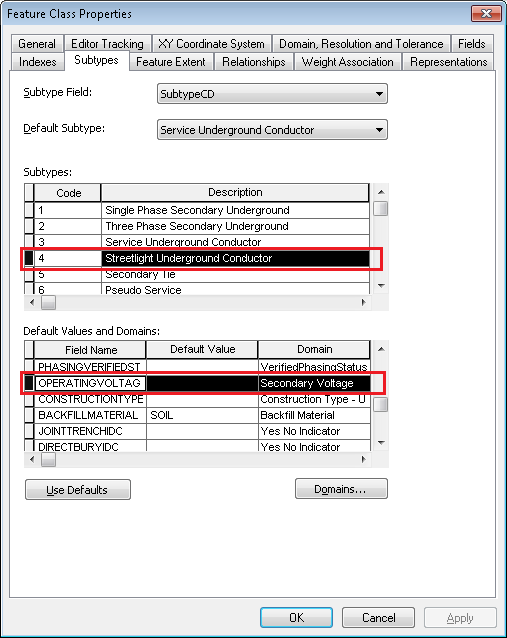 Feature Class Properties
General Editor Tracking XY Coordinate System Domain, Resolution and Tolerance Fields
Indexes Subtypes Feature Extent Relationships Weight Association Representations
Subtype Field: SubtypeCD
Default Subtype: Service Underground Conductor
Subtypes:
Code Description
1 Single Phase Secondary Underground
2 Three Phase Secondary Underground
3 Service Underground Conductor
4 Streetlight Underground Conductor
5 Secondary Tie
6 Pseudo Service
Default Values and Domains:
Field Name Default Value Domain
PHASINGVERIFIEDST VerifiedPhasingStatus
OPERATINGVOLTAG Secondary Voltage
CONSTRUCTIONTYPE Construction Type - U
BACKFILLMATERIAL SOIL Backfill Material
JOINTTRENCHIDC Yes No Indicator
DIRECTBURYIDC Yes No Indicator
Use Defaults Domains...
OK Cancel Apply